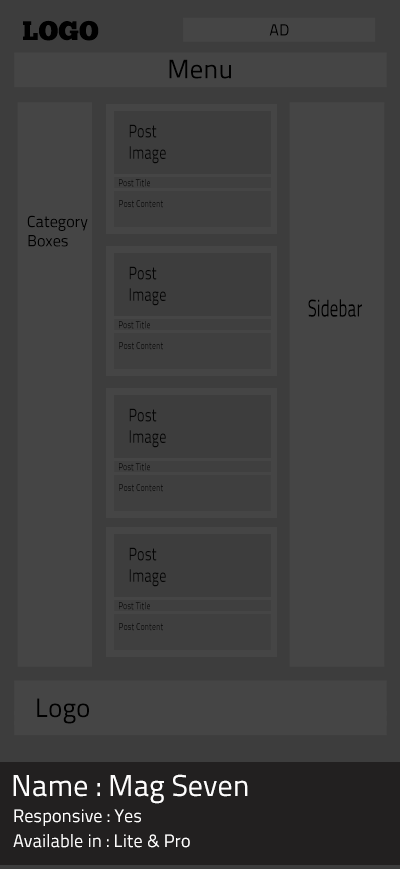 LOGO
AD
Menu
Category
Boxes
Post
Image
Post Title
Post Content
Post
Image
Post Title
Post Content
Post
Image
Post Title
Post Content
Post
Image
Post Title
Post Content
Sidebar
Logo
Name : Mag Seven
Responsive : Yes
Available in : Lite & Pro